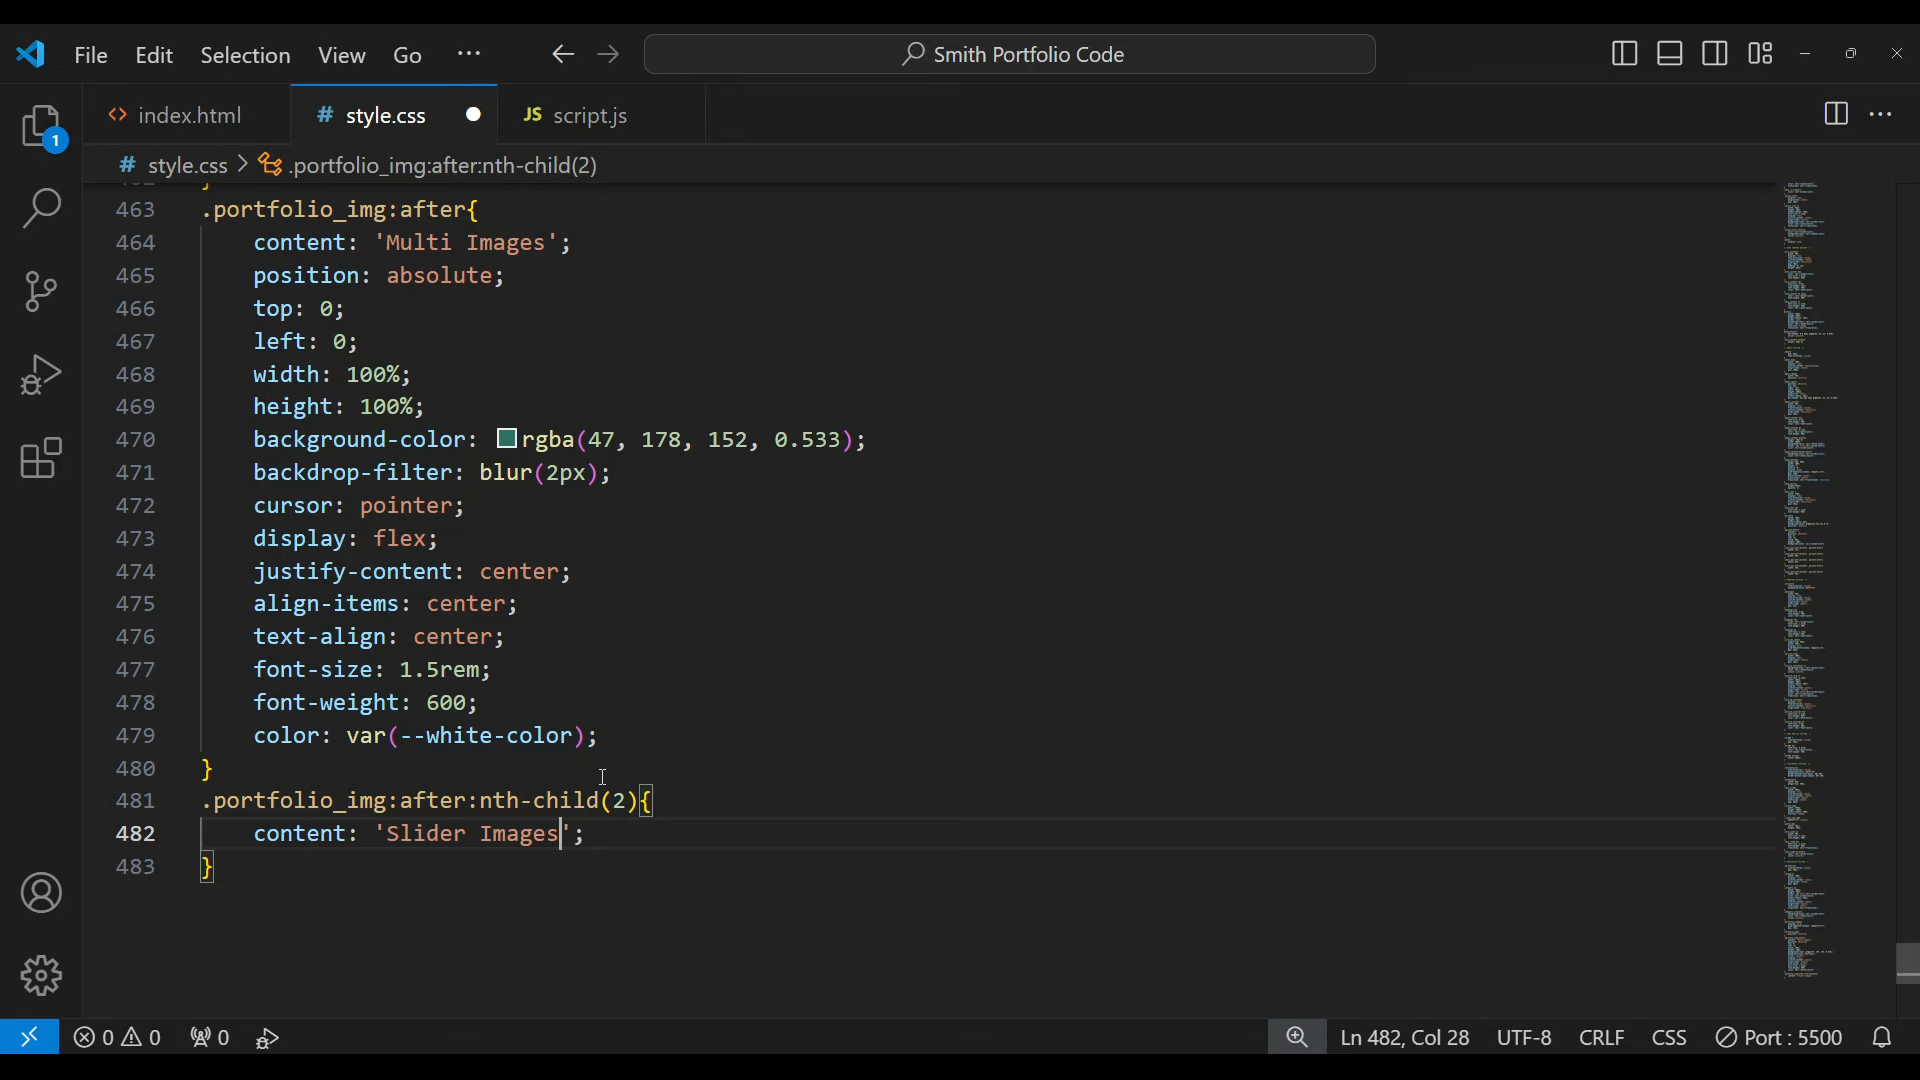 File Edit Selection View Go ··· Smith Portfolio Code
index.html # style.css JS script.js
# style.css > .portfolio_img:after:nth-child(2)
1
463 .portfolio_img:after{
464 content: 'Multi Images';
465 position: absolute;
466 top: 0;
467 left: 0;
468 width: 100%;
469 height: 100%;
470 background-color: rgba(47, 178, 152, 0.533);
471 backdrop-filter: blur(2px);
472 cursor: pointer;
473 display: flex;
474 justify-content: center;
475 align-items: center;
476 text-align: center;
477 font-size: 1.5rem;
478 font-weight: 600;
479 color: var(--white-color);
480 }
481 .portfolio_img:after:nth-child(2){
482 content: 'Slider Images';
483 }
0 0 0 Ln 482, Col 28 UTF-8 CRLF CSS Port : 5500